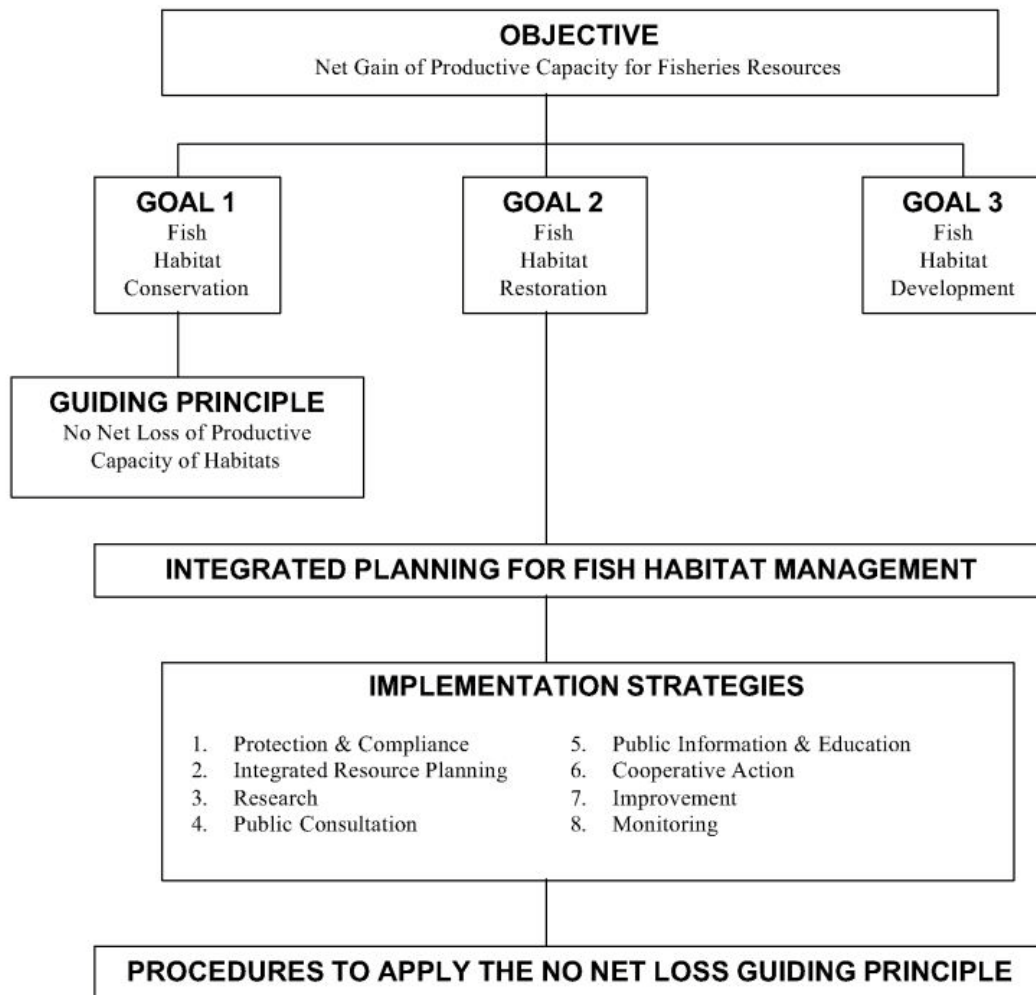 OBJECTIVE
Net Gain of Productive Capacity for Fisheries Resources
GOAL 1
Fish
Habitat
Conservation
GOAL 2
Fish
Habitat
Restoration
GOAL 3
Fish
Habitat
Development
GUIDING PRINCIPLE
No Net Loss of Productive
Capacity of Habitats
INTEGRATED PLANNING FOR FISH HABITAT MANAGEMENT
IMPLEMENTATION STRATEGIES
1. Protection & Compliance
2. Integrated Resource Planning
3. Research
4. Public Consultation
5. Public Information & Education
6. Cooperative Action
7. Improvement
8. Monitoring
PROCEDURES TO APPLY THE NO NET LOSS GUIDING PRINCIPLE